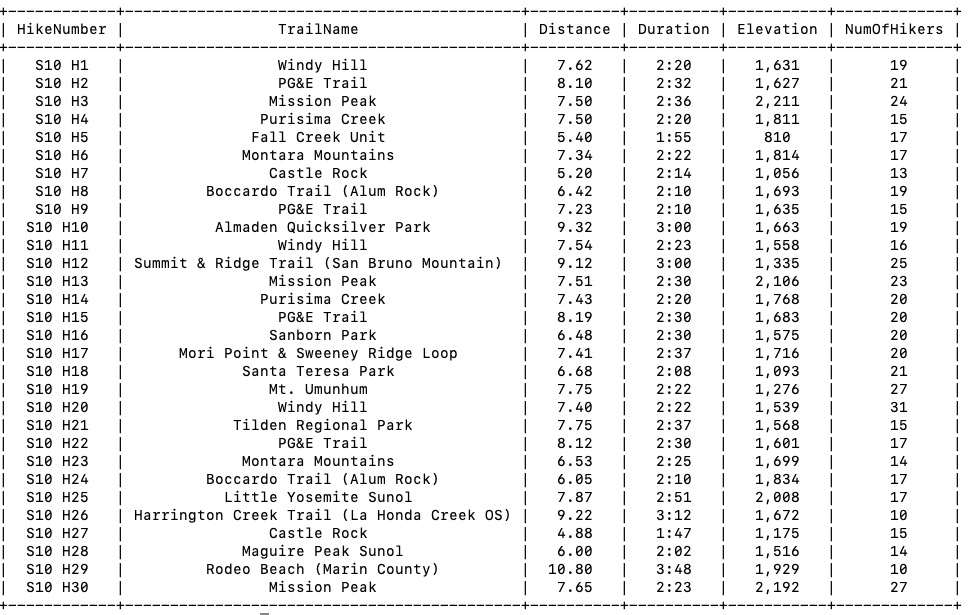 +------------+---------------------------------------------+-----------+-----------+-----------+-------------+
| HikeNumber | TrailName | Distance | Duration | Elevation | NumOfHikers |
+------------+---------------------------------------------+-----------+-----------+-----------+-------------+
| S10 H1 | Windy Hill | 7.62 | 2:20 | 1,631 | 19 |
| S10 H2 | PG&E Trail | 8.10 | 2:32 | 1,627 | 21 |
| S10 H3 | Mission Peak | 7.50 | 2:36 | 2,211 | 24 |
| S10 H4 | Purisima Creek | 7.50 | 2:20 | 1,811 | 15 |
| S10 H5 | Fall Creek Unit | 5.40 | 1:55 | 810 | 17 |
| S10 H6 | Montara Mountains | 7.34 | 2:22 | 1,814 | 17 |
| S10 H7 | Castle Rock | 5.20 | 2:14 | 1,056 | 13 |
| S10 H8 | Boccardo Trail (Alum Rock) | 6.42 | 2:10 | 1,693 | 19 |
| S10 H9 | PG&E Trail | 7.23 | 2:10 | 1,635 | 15 |
| S10 H10 | Almaden Quicksilver Park | 9.32 | 3:00 | 1,663 | 19 |
| S10 H11 | Windy Hill | 7.54 | 2:23 | 1,558 | 16 |
| S10 H12 | Summit & Ridge Trail (San Bruno Mountain) | 9.12 | 3:00 | 1,335 | 25 |
| S10 H13 | Mission Peak | 7.51 | 2:30 | 2,106 | 23 |
| S10 H14 | Purisima Creek | 7.43 | 2:20 | 1,768 | 20 |
| S10 H15 | PG&E Trail | 8.19 | 2:30 | 1,683 | 20 |
| S10 H16 | Sanborn Park | 6.48 | 2:30 | 1,575 | 20 |
| S10 H17 | Mori Point & Sweeney Ridge Loop | 7.41 | 2:37 | 1,716 | 20 |
| S10 H18 | Santa Teresa Park | 6.68 | 2:08 | 1,093 | 21 |
| S10 H19 | Mt. Umunhum | 7.75 | 2:22 | 1,276 | 27 |
| S10 H20 | Windy Hill | 7.40 | 2:22 | 1,539 | 31 |
| S10 H21 | Tilden Regional Park | 7.75 | 2:37 | 1,568 | 15 |
| S10 H22 | PG&E Trail | 8.12 | 2:30 | 1,601 | 17 |
| S10 H23 | Montara Mountains | 6.53 | 2:25 | 1,699 | 14 |
| S10 H24 | Boccardo Trail (Alum Rock) | 6.05 | 2:10 | 1,834 | 17 |
| S10 H25 | Little Yosemite Sunol | 7.87 | 2:51 | 2,008 | 17 |
| S10 H26 | Harrington Creek Trail (La Honda Creek OS) | 9.22 | 3:12 | 1,672 | 10 |
| S10 H27 | Castle Rock | 4.88 | 1:47 | 1,175 | 15 |
| S10 H28 | Maguire Peak Sunol | 6.00 | 2:02 | 1,516 | 14 |
| S10 H29 | Rodeo Beach (Marin County) | 10.80 | 3:48 | 1,929 | 10 |
| S10 H30 | Mission Peak | 7.65 | 2:23 | 2,192 | 27 |
+------------+---------------------------------------------+-----------+-----------+-----------+-------------+